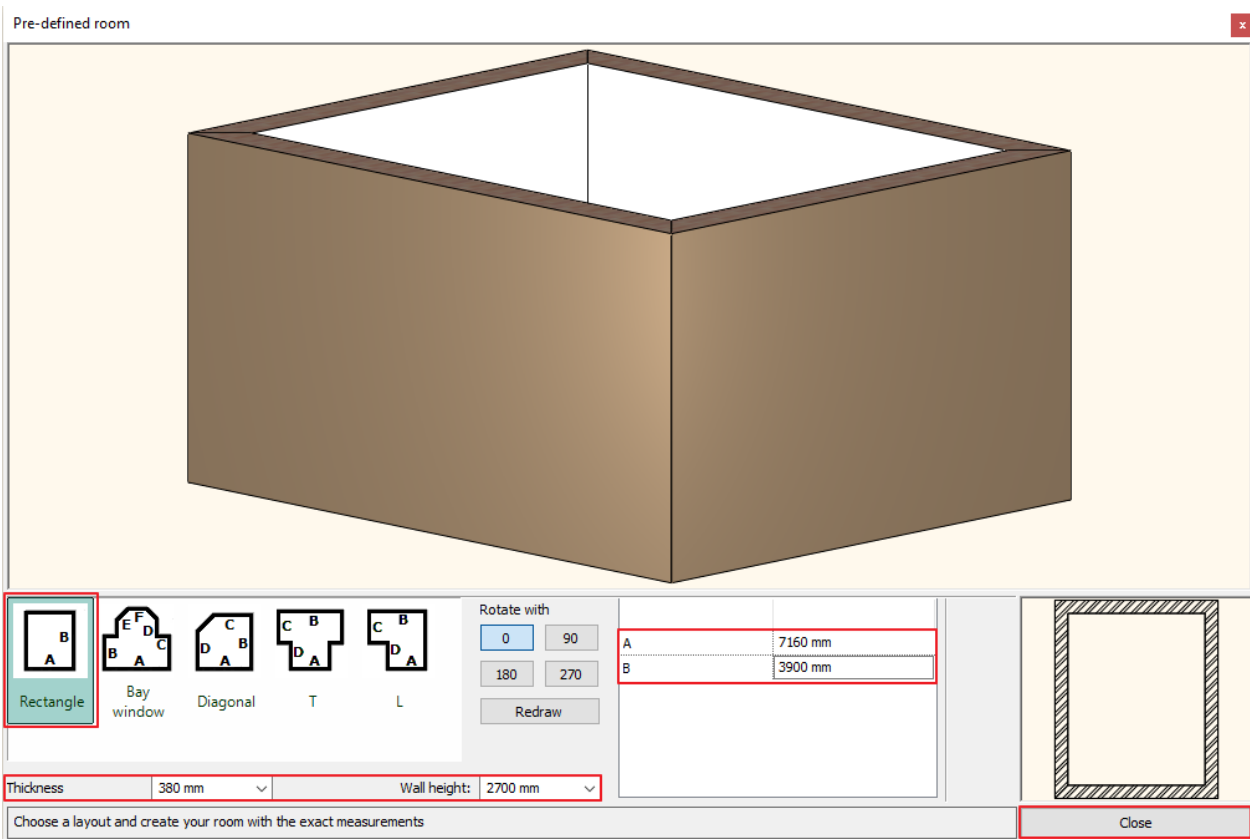 Pre-defined room
x
B
A
Rectangle
E F D
B A C
Bay
window
C
D B
A
Diagonal
C B
D A
T
C B
D A
L
Rotate with
0 90
180 270
Redraw
A 7160 mm
B 3900 mm
Thickness 380 mm Wall height: 2700 mm
Choose a layout and create your room with the exact measurements
Close